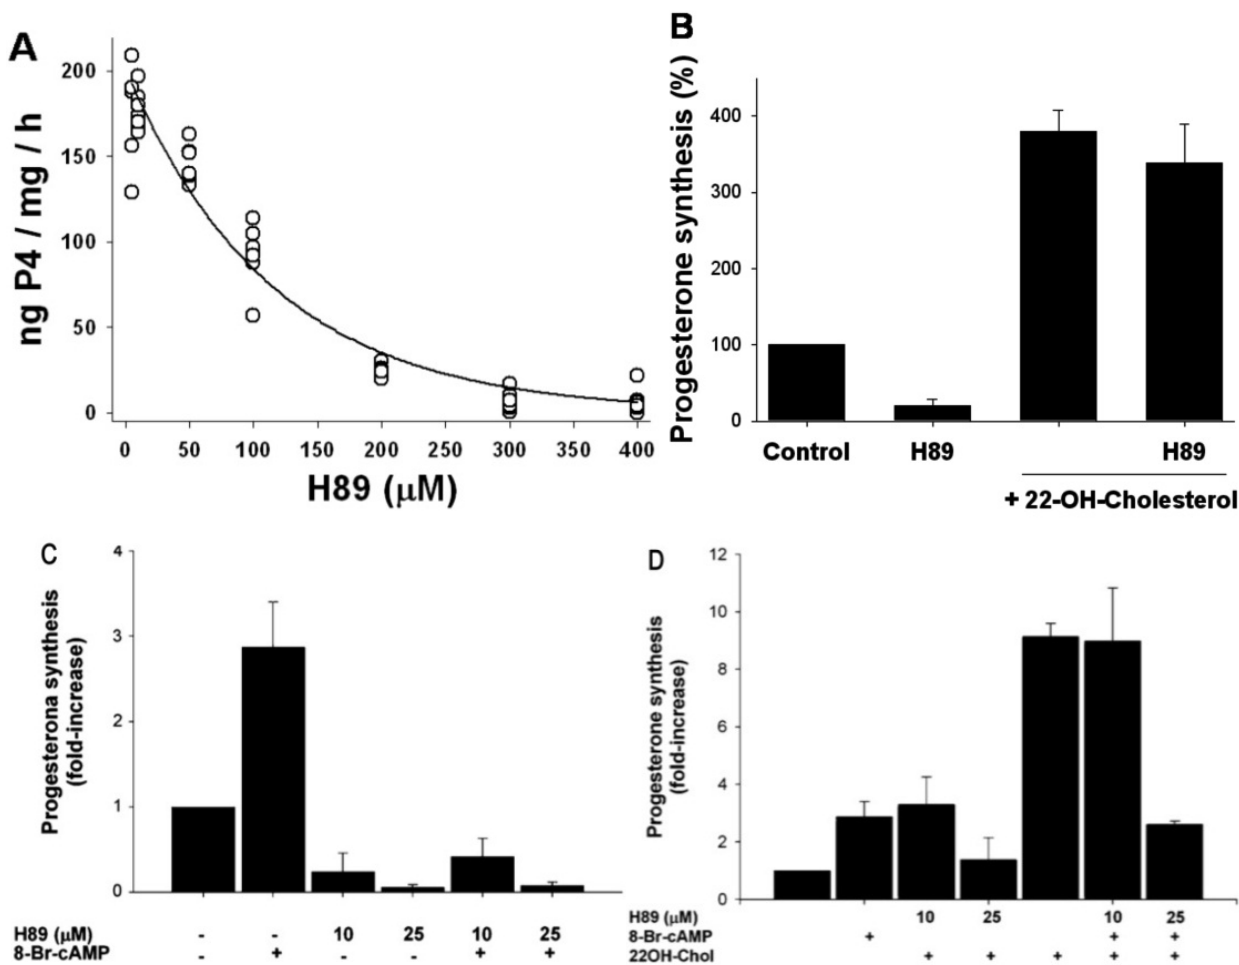 A
ng P4 / mg / h
200
150
100
50
0
0 50 100 150 200 250 300 350 400
H89 (µM)
B
Progesterone synthesis (%)
400
300
200
100
0
Control H89 H89
+ 22-OH-Cholesterol
C
Progesterona synthesis
(fold-increase)
4
3
2
1
0
H89 (µM) - - 10 25 10 25
8-Br-cAMP - + - - + +
D
Progesterone synthesis
(fold-increase)
12
10
8
6
4
2
0
H89 (µM) 10 25 10 25
8-Br-cAMP + + +
22OH-Chol + + + + +